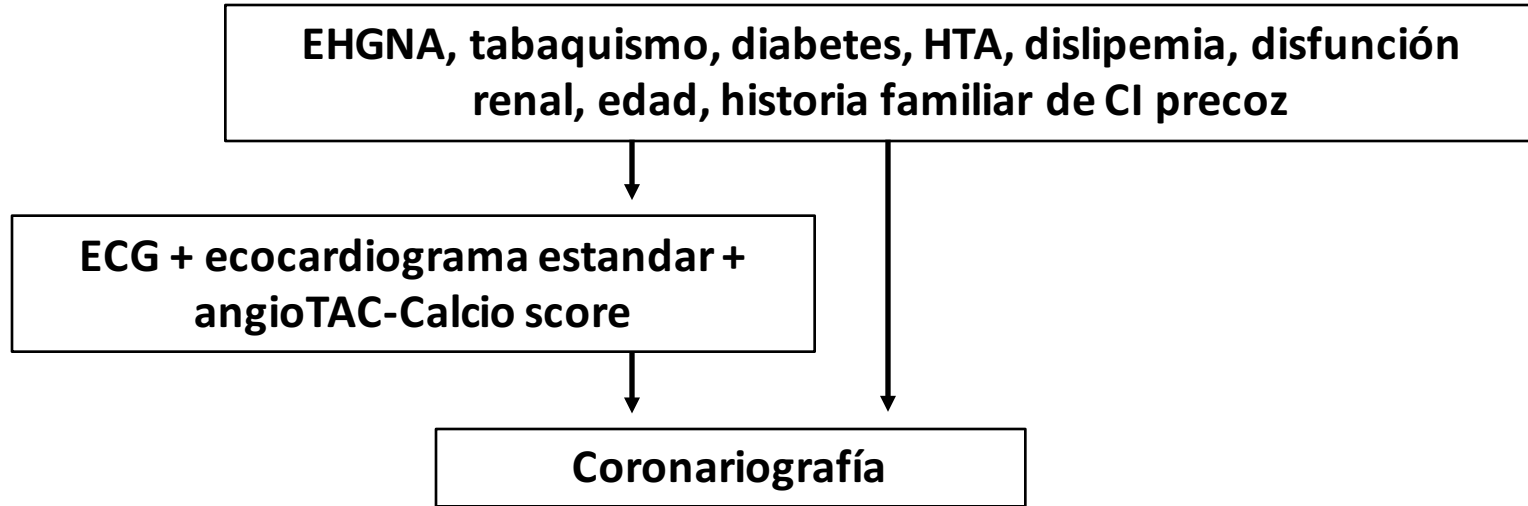 EHGNA, tabaquismo, diabetes, HTA, dislipemia, disfunción
renal, edad, historia familiar de CI precoz
ECG + ecocardiograma estandar +
angioTAC-Calcio score
Coronariografía